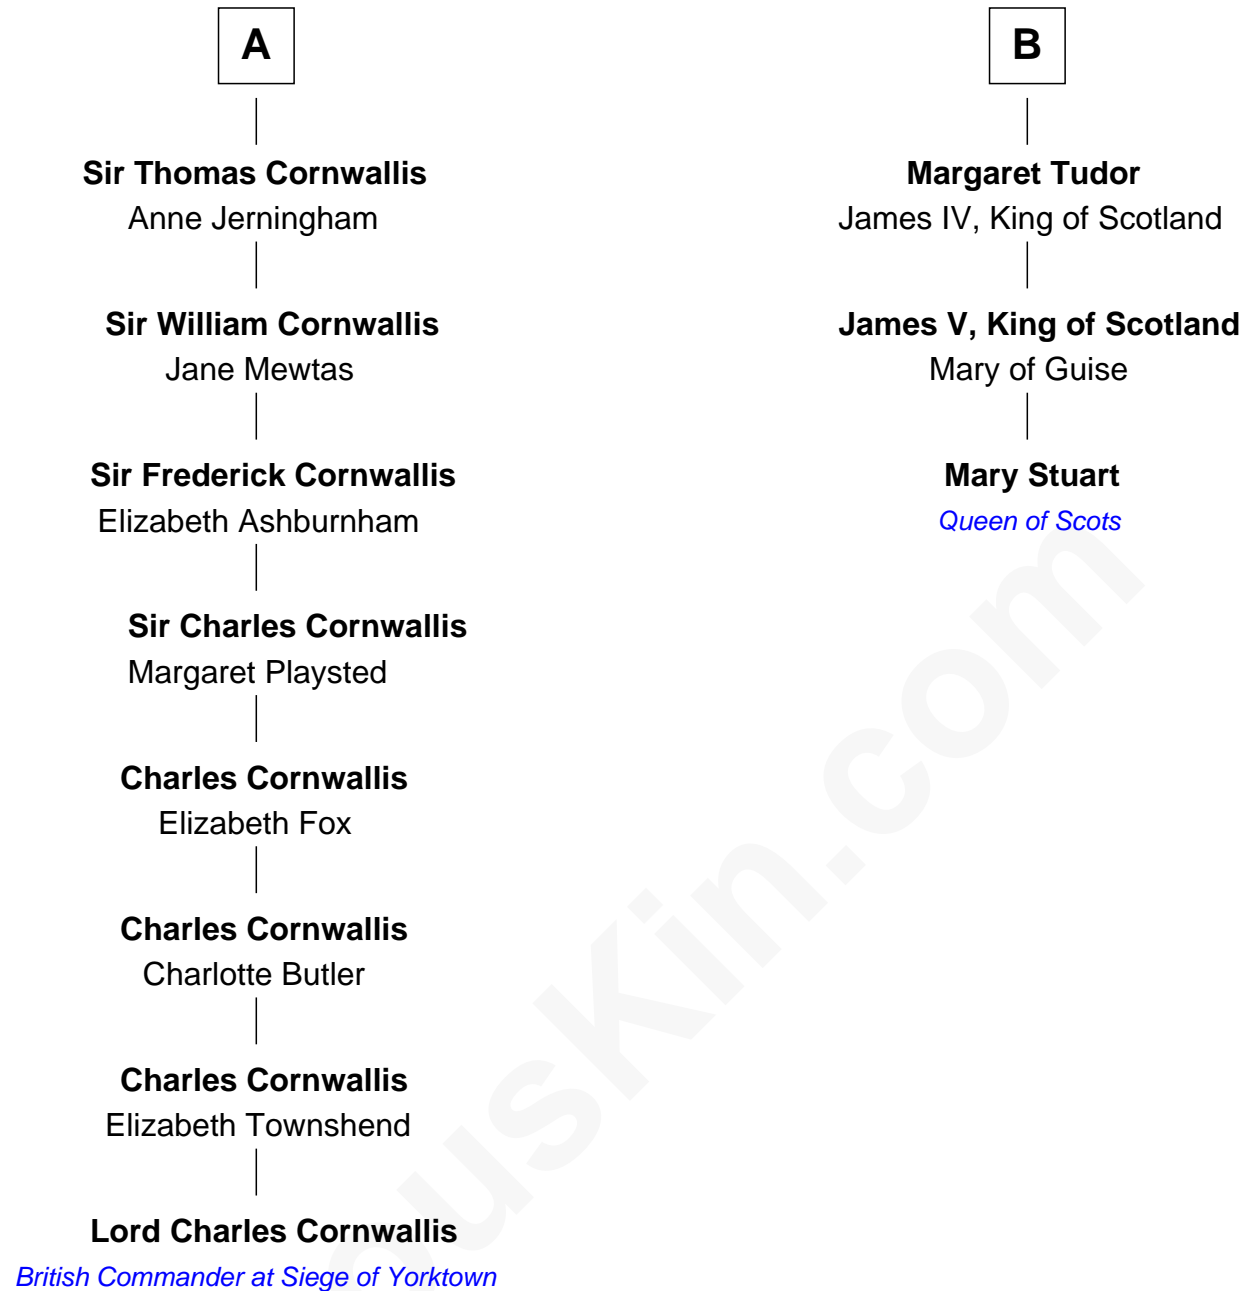 A
Sir Thomas Cornwallis
Anne Jerningham
Sir William Cornwallis
Jane Mewtas
Sir Frederick Cornwallis
Elizabeth Ashburnham
Sir Charles Cornwallis
Margaret Playsted
Charles Cornwallis
Elizabeth Fox
Charles Cornwallis
Charlotte Butler
Charles Cornwallis
Elizabeth Townshend
Lord Charles Cornwallis
British Commander at Siege of Yorktown
B
Margaret Tudor
James IV, King of Scotland
James V, King of Scotland
Mary of Guise
Mary Stuart
Queen of Scots
ousKin.com